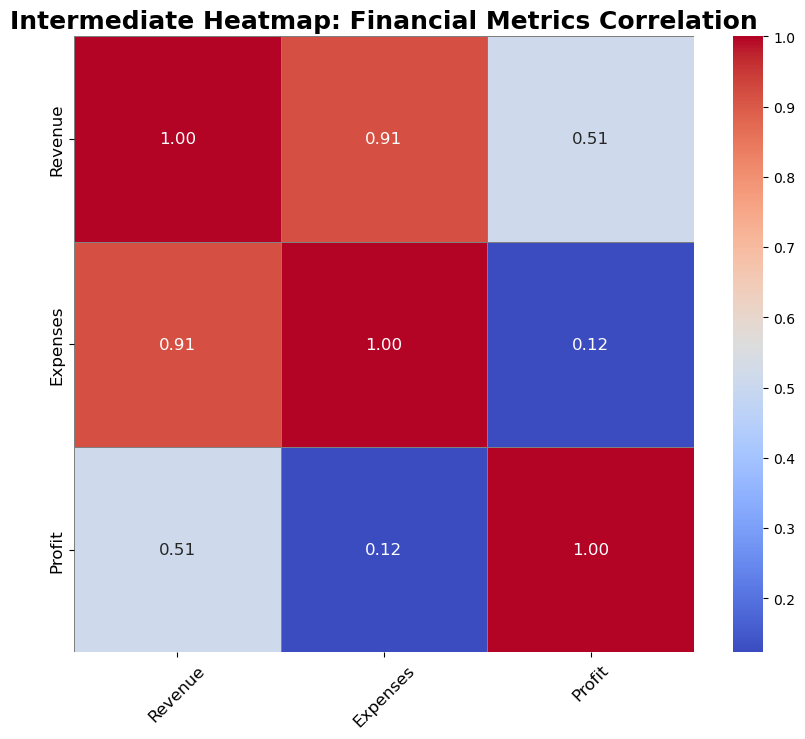 Intermediate Heatmap: Financial Metrics Correlation
Revenue
1.00 0.91 0.51
Expenses
0.91 1.00 0.12
Profit
0.51 0.12 1.00
Revenue Expenses Profit
1.0
0.9
0.8
0.7
0.6
0.5
0.4
0.3
0.2